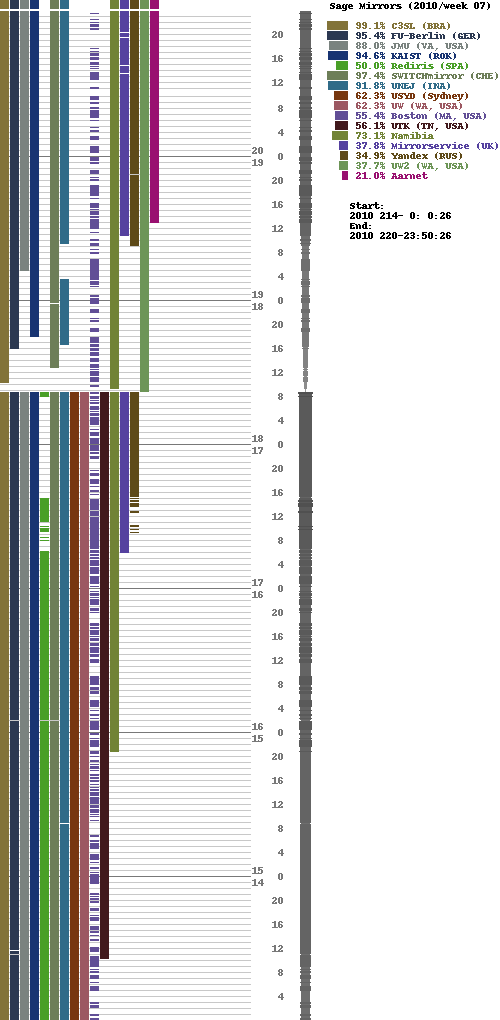 Sage Mirrors (2010/week 07)
99.1% C3SL (BRA)
95.4% FU-Berlin (GER)
88.0% JMU (VA, USA)
94.6% KAIST (ROK)
50.0% Rediris (SPA)
97.4% SWITCHmirror (CHE)
91.8% UNEJ (INA)
62.3% USYD (Sydney)
62.3% UW (WA, USA)
55.4% Boston (MA, USA)
56.1% UTK (TN, USA)
73.1% Namibia
37.8% Mirrorservice (UK)
34.9% Yandex (RUS)
37.7% UW2 (WA, USA)
21.0% Aarnet
Start:
2010 214- 0: 0:26
End:
2010 220-23:50:26
20
16
12
8
4
20
0
19
20
16
12
8
4
19
0
18
20
16
12
8
4
18
0
17
20
16
12
8
4
17
0
16
20
16
12
8
4
16
0
15
20
16
12
8
4
15
0
14
20
16
12
8
4